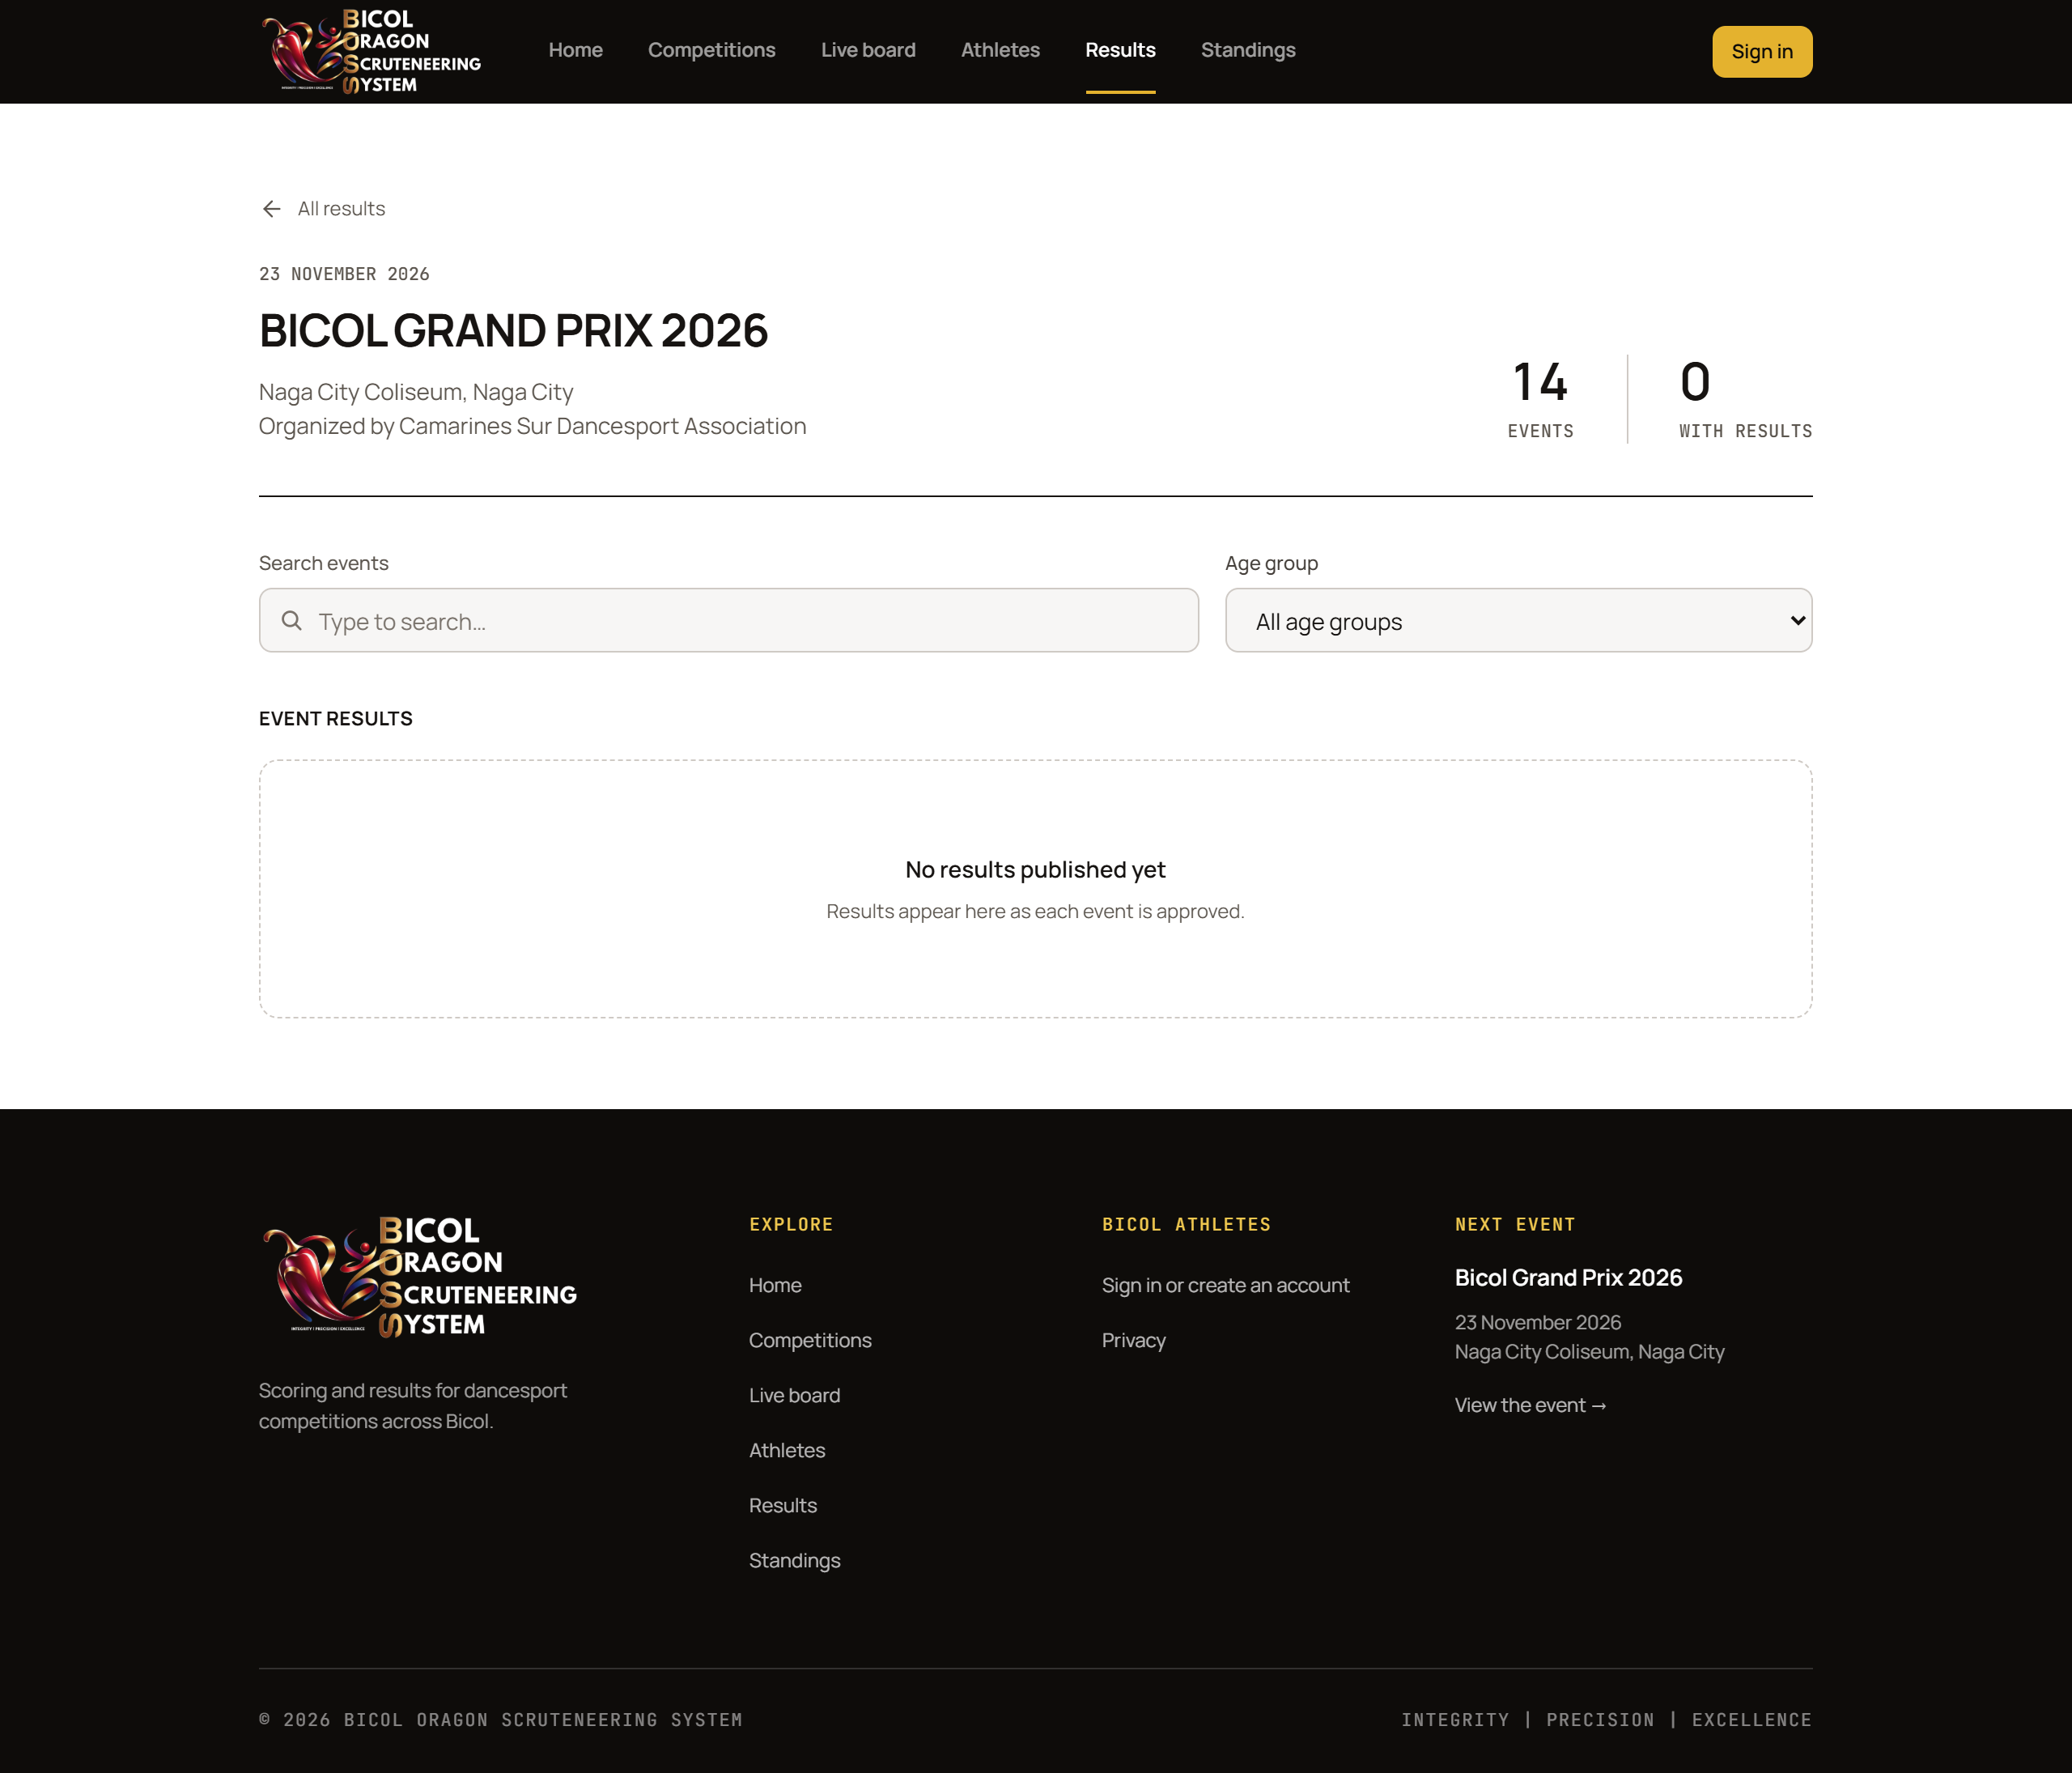 BICOL
ORAGON
SCRUTENEERING
SYSTEM
INTEGRITY | PRECISION | EXCELLENCE
Home
Competitions
Live board
Athletes
Results
Standings
Sign in
All results
23 NOVEMBER 2026
BICOL GRAND PRIX 2026
Naga City Coliseum, Naga City
Organized by Camarines Sur Dancesport Association
14
EVENTS
0
WITH RESULTS
Search events
Type to search...
Age group
All age groups
EVENT RESULTS
No results published yet
Results appear here as each event is approved.
BICOL
ORAGON
SCRUTENEERING
SYSTEM
INTEGRITY | PRECISION | EXCELLENCE
Scoring and results for dancesport
competitions across Bicol.
EXPLORE
Home
Competitions
Live board
Athletes
Results
Standings
BICOL ATHLETES
Sign in or create an account
Privacy
NEXT EVENT
Bicol Grand Prix 2026
23 November 2026
Naga City Coliseum, Naga City
View the event →
© 2026 BICOL ORAGON SCRUTENEERING SYSTEM
INTEGRITY | PRECISION | EXCELLENCE